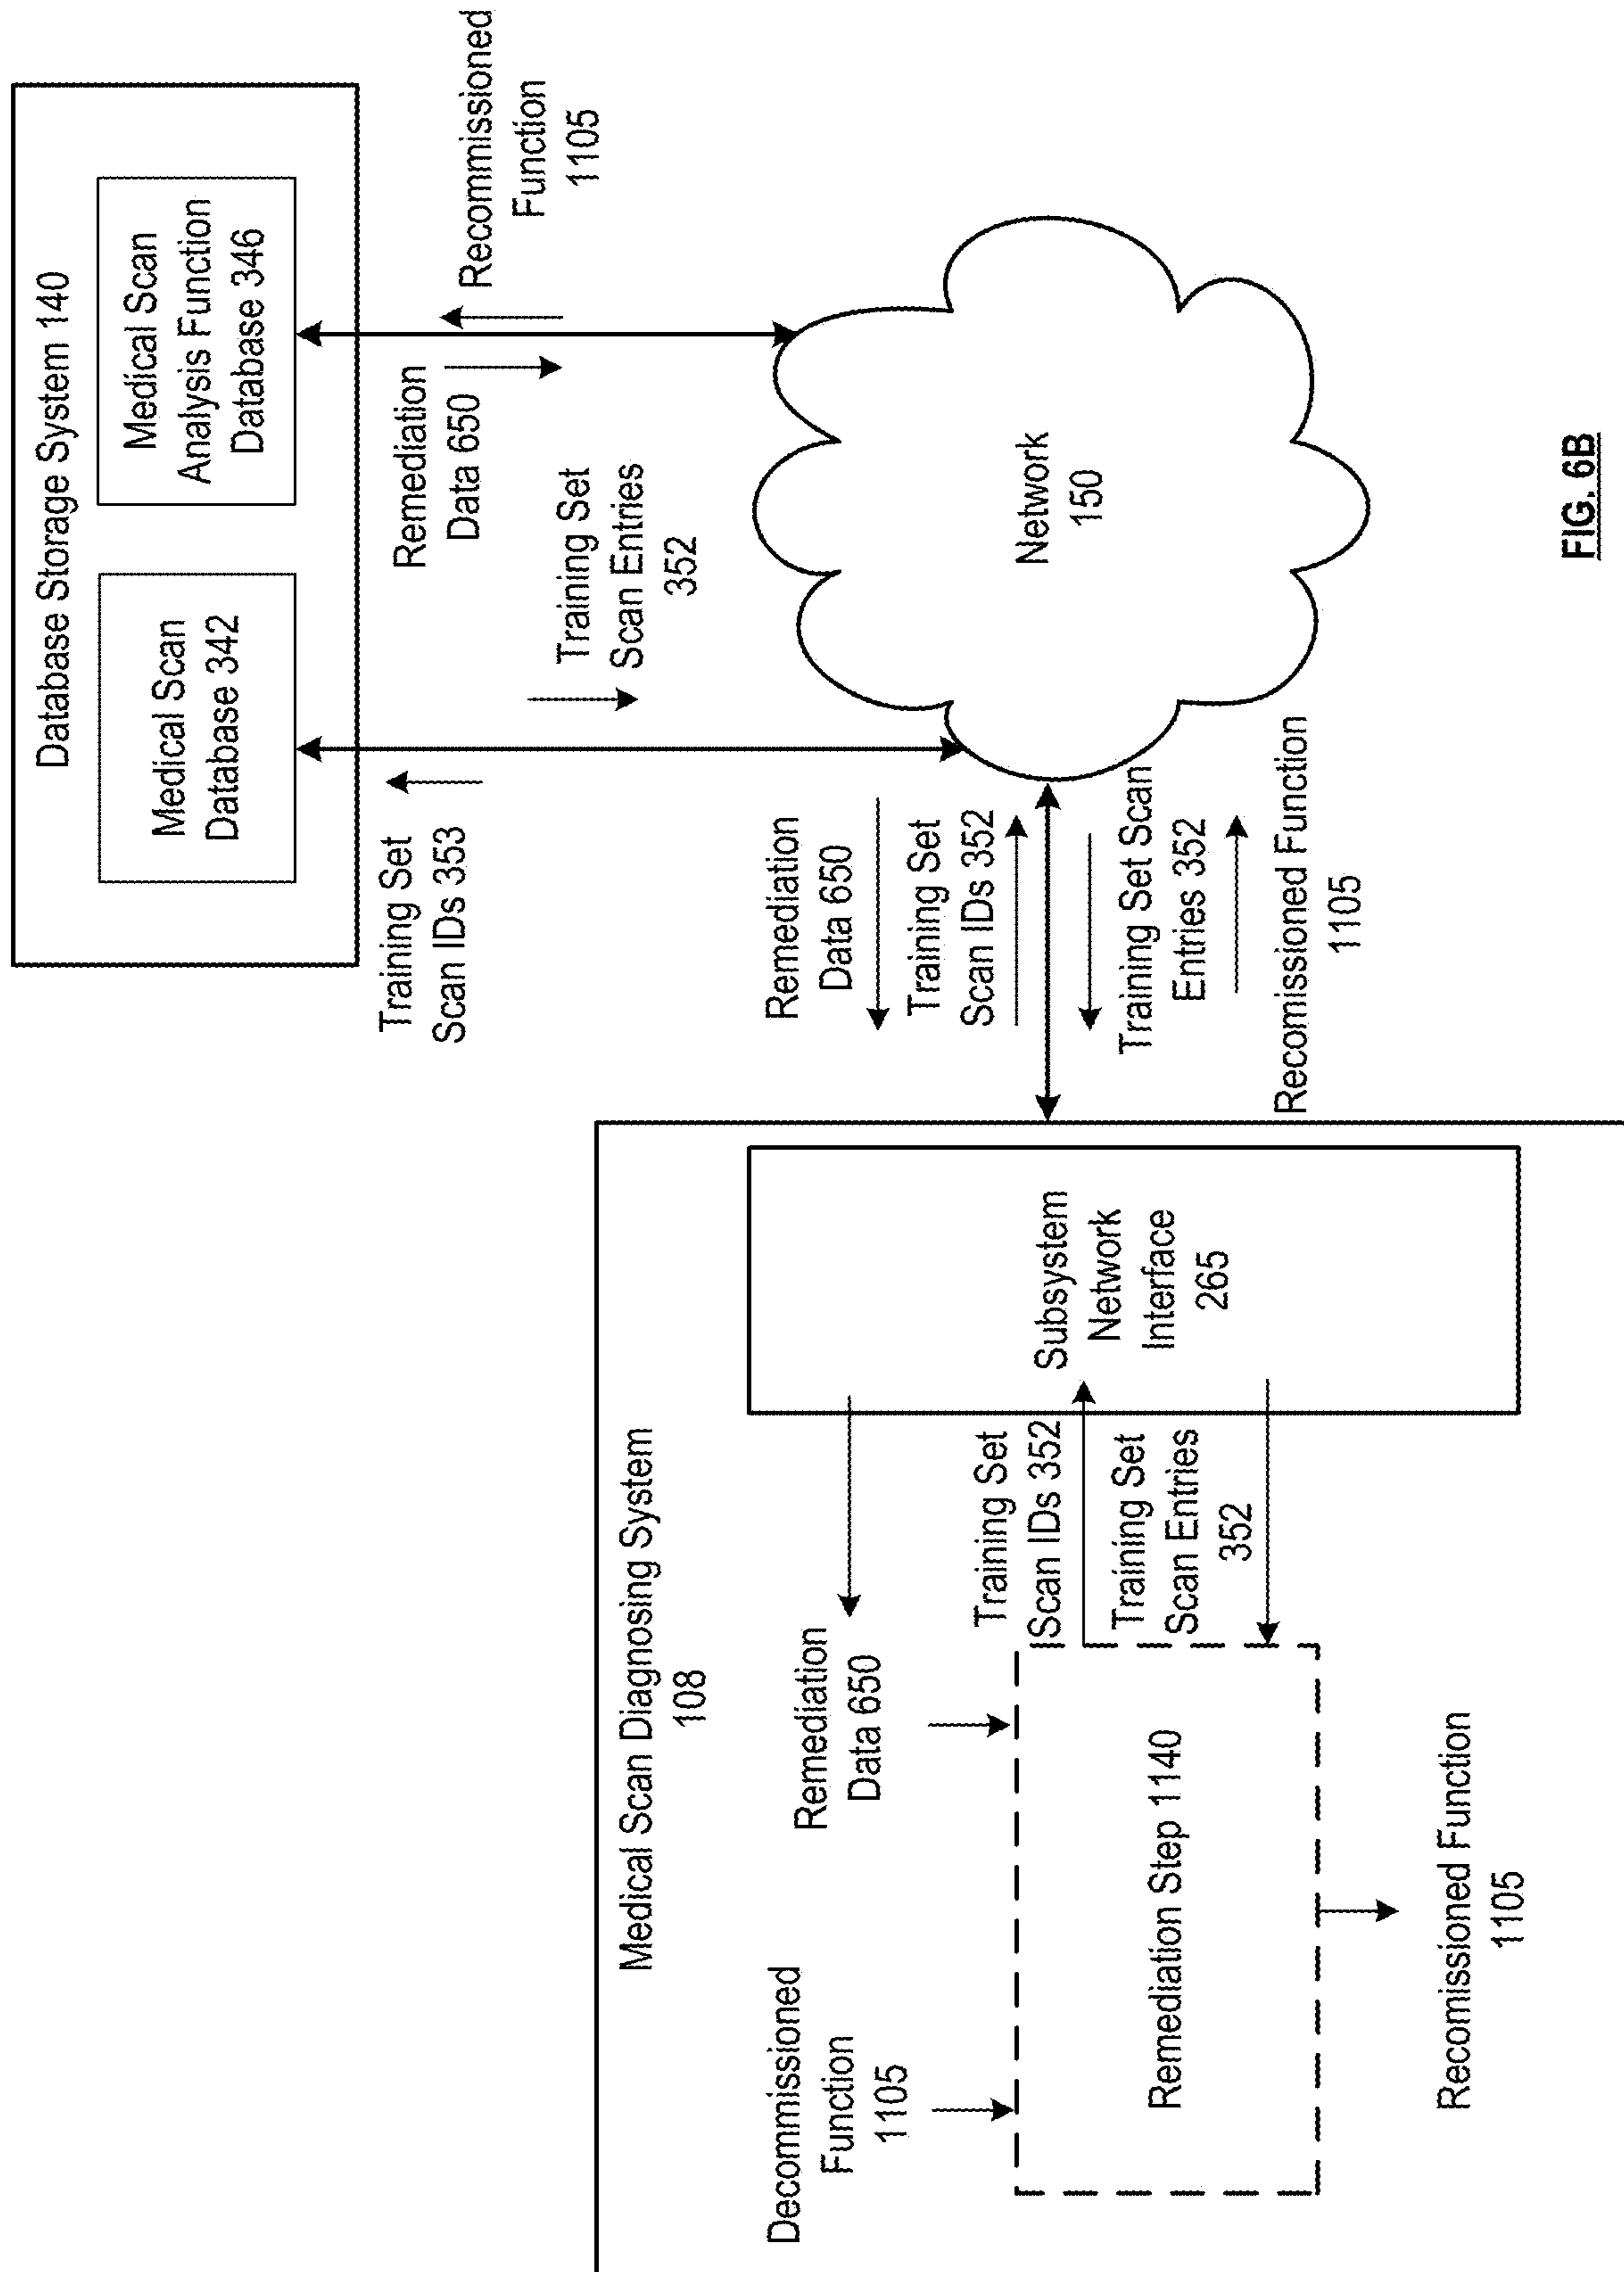 Database Storage System 140
Medical Scan
Database 342
Medical Scan
Analysis Function
Database 346
Training Set
Scan IDs 353
Remediation
Data 650
Recommissioned
Function
1105
Training Set
Scan Entries
352
Medical Scan Diagnosing System
108
Remediation
Data 650
Training Set
Scan IDs 352
Training Set Scan
Entries 352
Recomissioned Function
1105
Network
150
Decommissioned
Function
1105
Remediation
Data 650
Training Set
Scan IDs 352
Training Set
Scan Entries
352
Subsystem
Network
Interface
265
Remediation Step 1140
Recomissioned Function
1105
FIG. 6B